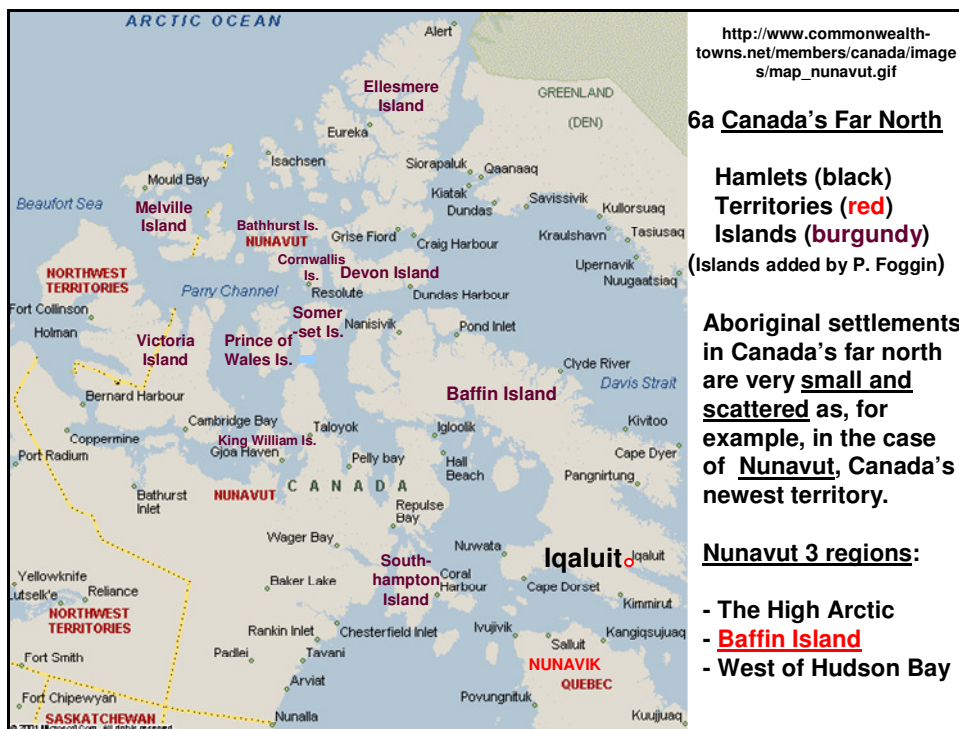 ARCTIC OCEAN
Alert
Ellesmere
Island
GREENLAND
(DEN)
Eureka
Isachsen
Siorapaluk
Qaanaaq
Mould Bay
Kiatak
Savissivik
Beaufort Sea
Melville
Island
Dundas
Kullorsuaq
Bathhurst Is.
NUNAVUT
Grise Fiord
Craig Harbour
Kraulshavn
Tasiusaq
Cornwallis
Is.
Devon Island
Upernavik
NORTHWEST
TERRITORIES
Nuugaatsiaq
Parry Channel
Resolute
Dundas Harbour
Fort Collinson
Somer
-set Is.
Holman
Nanisivik
Pond Inlet
Victoria
Island
Prince of
Wales Is.
Clyde River
Davis Strait
Baffin Island
Bernard Harbour
Cambridge Bay
Taloyok
Igloolik
Kivitoo
Coppermine
King William Is.
Gjoa Haven
Port Radium
Pelly bay
Hall
Beach
Cape Dyer
Pangnirtung
Bathurst
Inlet
NUNAVUT
CANADA
Repulse
Bay
Wager Bay
Nuwata
Iqaluit
Iqaluit
South-
hampton
Island
Coral
Harbour
Yellowknife
Baker Lake
Cape Dorset
Lutselk'e
Reliance
Kimmirut
NORTHWEST
TERRITORIES
Rankin Inlet
Chesterfield Inlet
Ivujivik
Salluit
Kangiqsujuaq
Fort Smith
Padlei
Tavani
NUNAVIK
QUEBEC
Arviat
Povungnituk
Fort Chipewyan
SASKATCHEWAN
Nunalla
Kuujjuaq
http://www.commonwealth-
towns.net/members/canada/image
s/map_nunavut.gif
6a Canada's Far North
Hamlets (black)
Territories (red)
Islands (burgundy)
(Islands added by P. Foggin)
Aboriginal settlements
in Canada's far north
are very small and
scattered as, for
example, in the case
of Nunavut, Canada's
newest territory.
Nunavut 3 regions:
- The High Arctic
- Baffin Island
- West of Hudson Bay